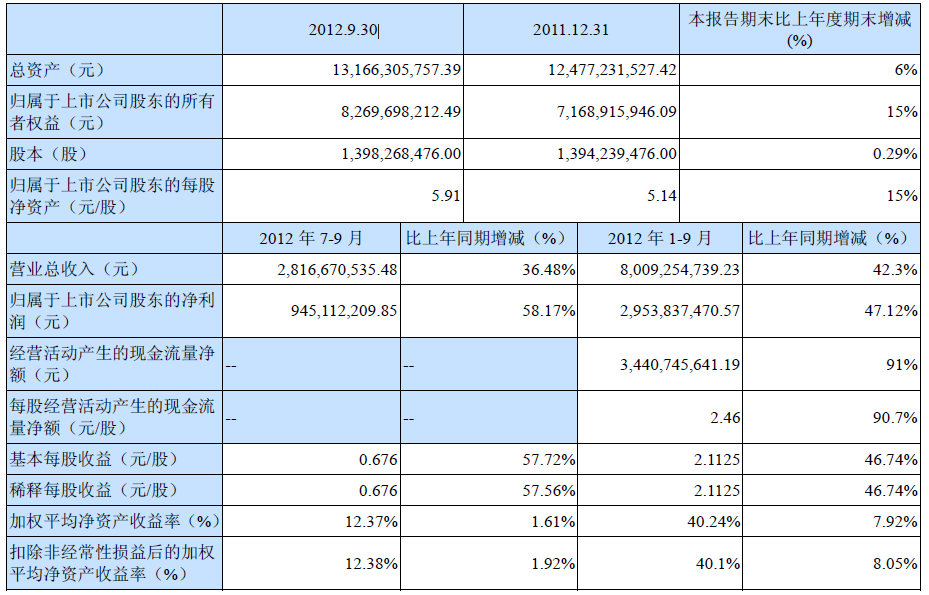 2012.9.30 2011.12.31 本报告期末比上年度期末增减
(%)
总资产（元） 13,166,305,757.39 12,477,231,527.42 6%
归属于上市公司股东的所有
者权益（元） 8,269,698,212.49 7,168,915,946.09 15%
股本（股） 1,398,268,476.00 1,394,239,476.00 0.29%
归属于上市公司股东的每股
净资产（元/股） 5.91 5.14 15%
2012 年 7-9 月 比上年同期增减（%） 2012 年 1-9 月 比上年同期增减（%）
营业总收入（元） 2,816,670,535.48 36.48% 8,009,254,739.23 42.3%
归属于上市公司股东的净利
润（元） 945,112,209.85 58.17% 2,953,837,470.57 47.12%
经营活动产生的现金流量净
额（元） -- -- 3,440,745,641.19 91%
每股经营活动产生的现金流
量净额（元/股） -- -- 2.46 90.7%
基本每股收益（元/股） 0.676 57.72% 2.1125 46.74%
稀释每股收益（元/股） 0.676 57.56% 2.1125 46.74%
加权平均净资产收益率（%） 12.37% 1.61% 40.24% 7.92%
扣除非经常性损益后的加权
平均净资产收益率（%） 12.38% 1.92% 40.1% 8.05%